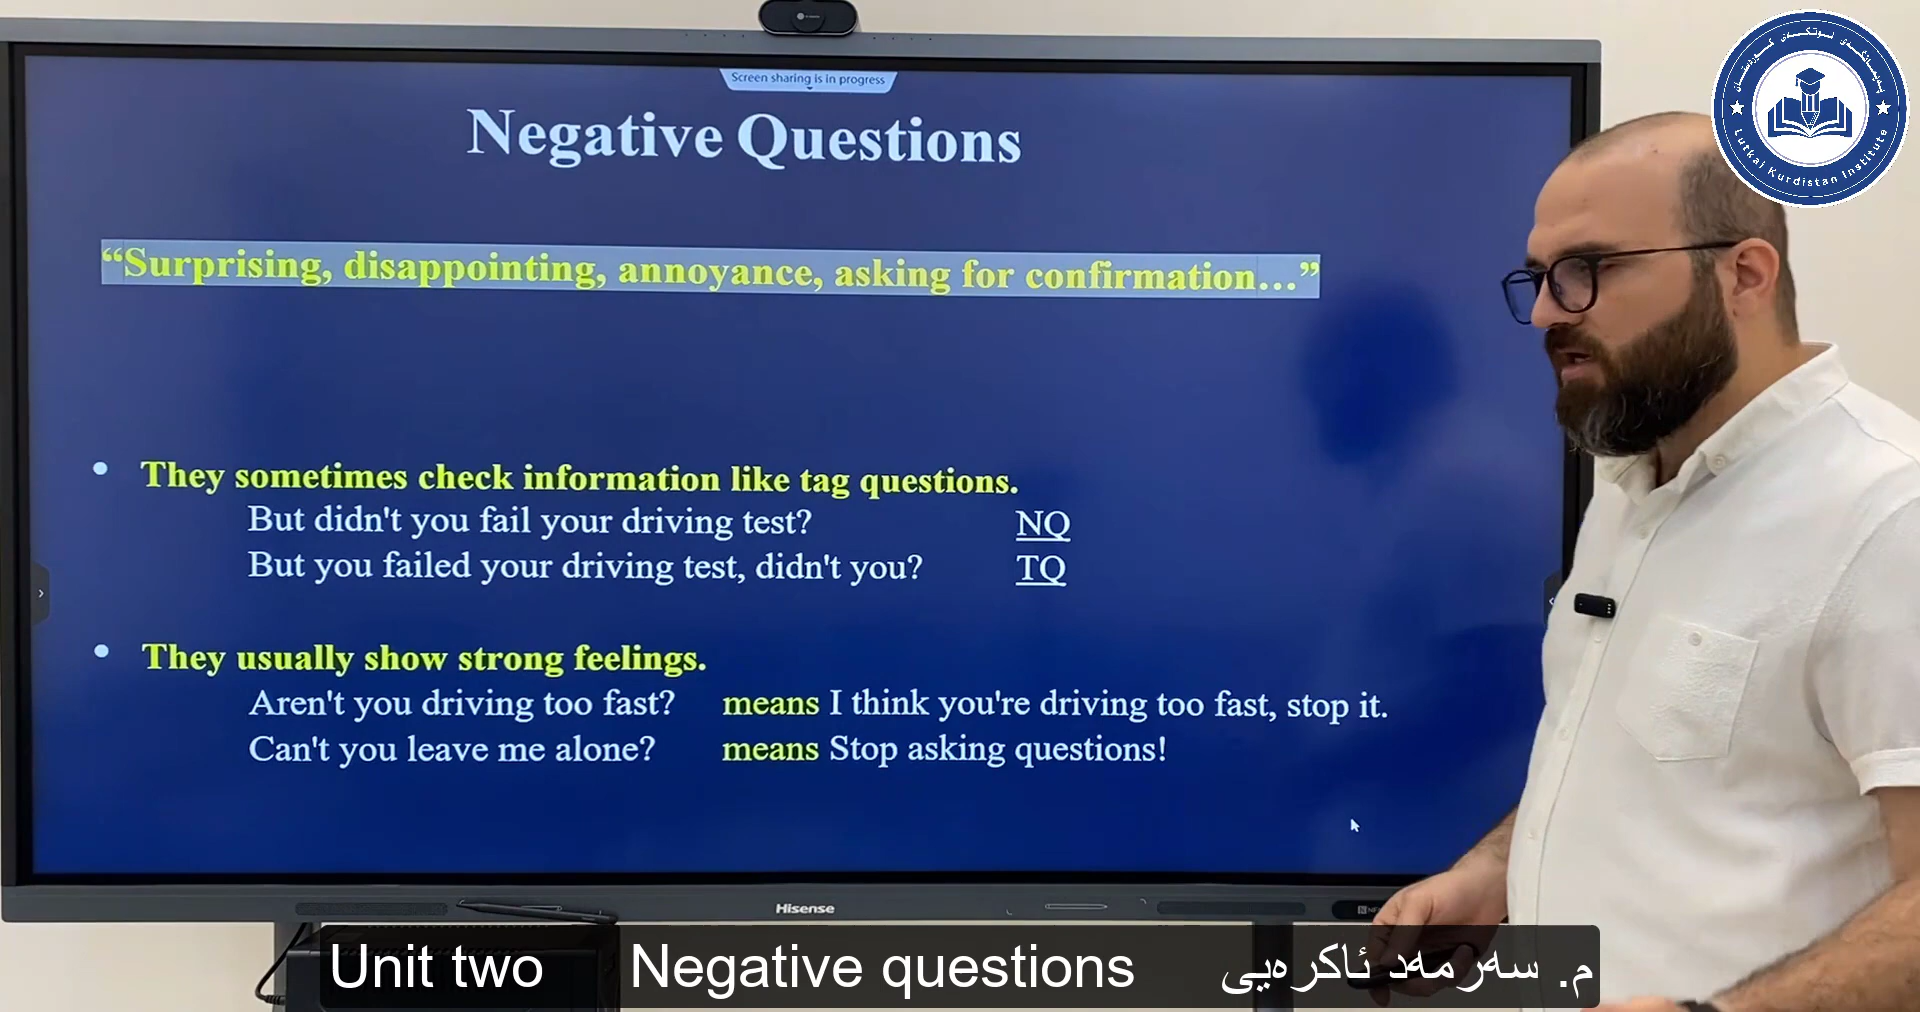 Screen sharing is in progress
Negative Questions
“Surprising, disappointing, annoyance, asking for confirmation…”
• They sometimes check information like tag questions.
But didn't you fail your driving test? NQ
But you failed your driving test, didn't you? TQ
• They usually show strong feelings.
Aren't you driving too fast? means I think you're driving too fast, stop it.
Can't you leave me alone? means Stop asking questions!
Hisense
Unit two Negative questions م. سەرمەد ئاکرەیی
Lutkai Kurdistan Institute